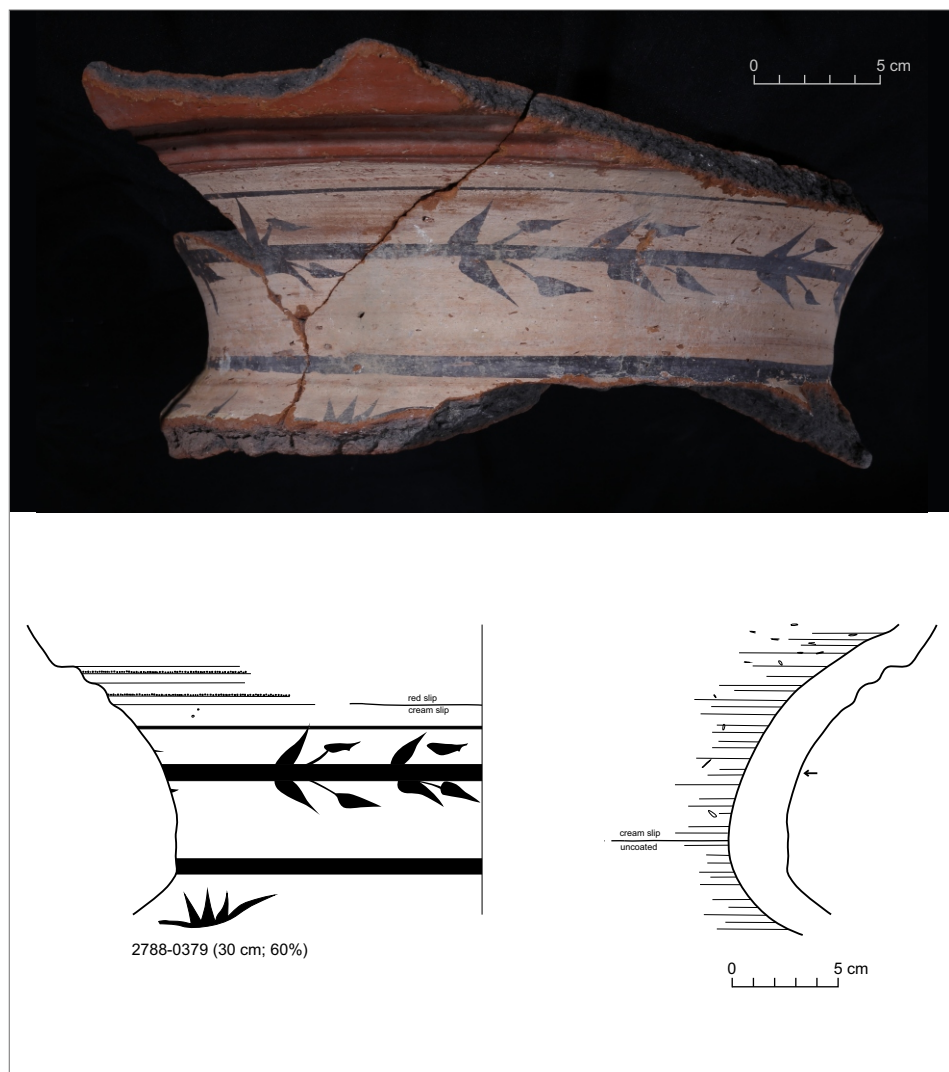 0 5 cm
red slip
cream slip
cream slip
uncoated
2788-0379 (30 cm; 60%)
0 5 cm